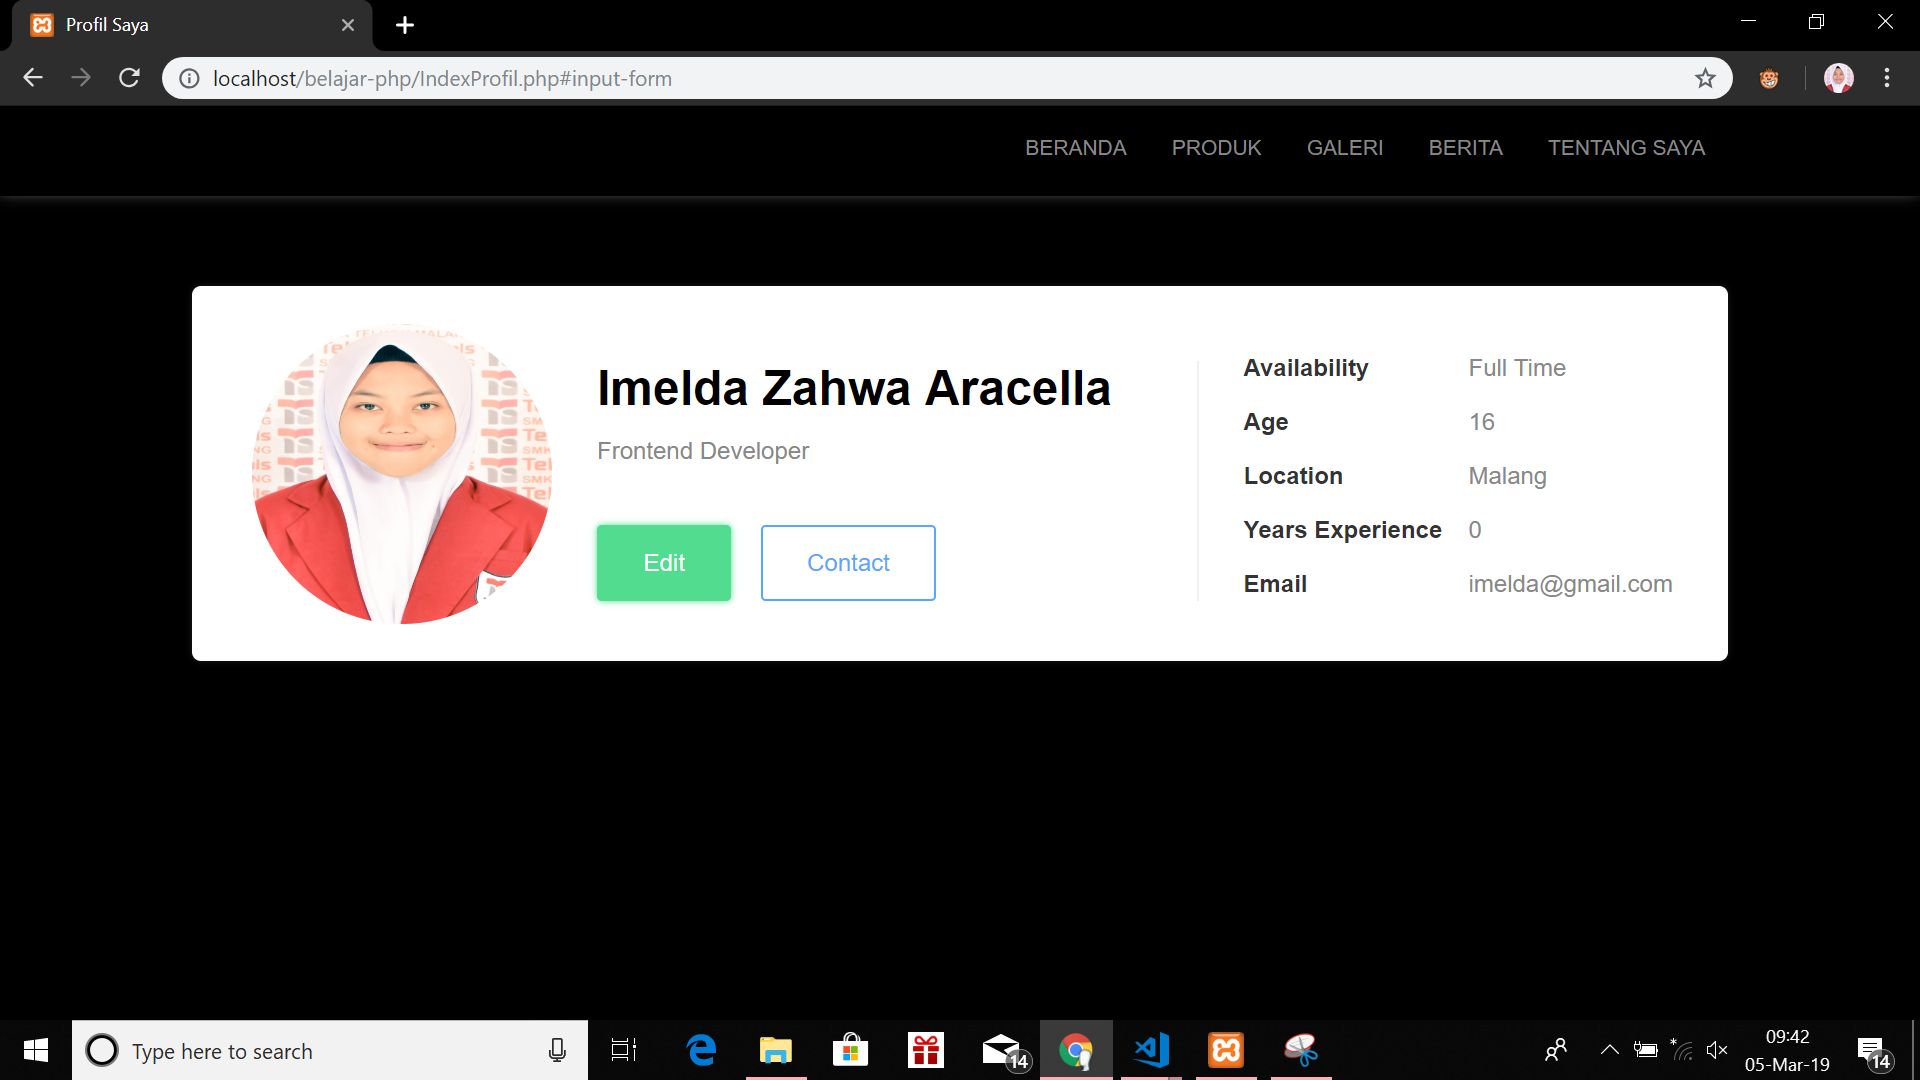 Profil Saya
localhost/belajar-php/IndexProfil.php#input-form
BERANDA PRODUK GALERI BERITA TENTANG SAYA
Imelda Zahwa Aracella
Frontend Developer
Edit Contact
Availability Full Time
Age 16
Location Malang
Years Experience 0
Email imelda@gmail.com
Type here to search
14
09:42
05-Mar-19
14